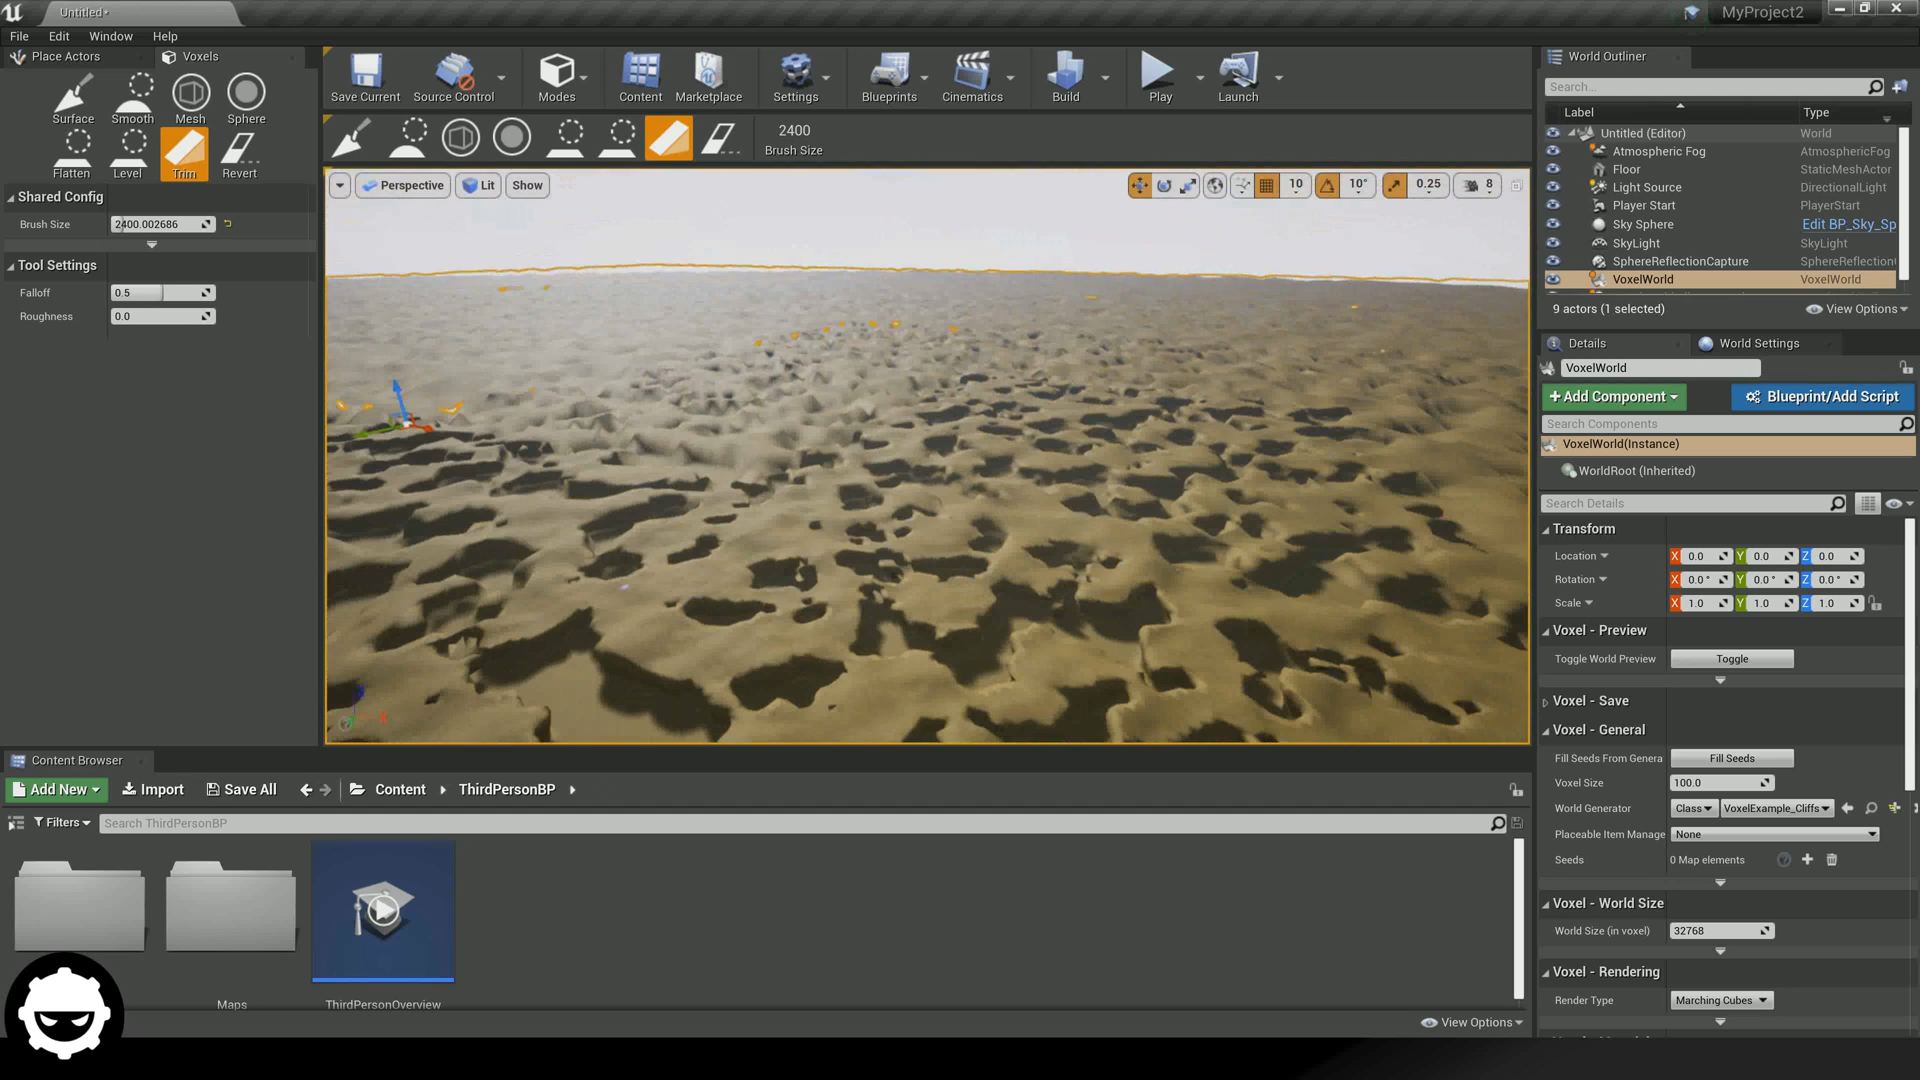 Untitled*
MyProject2
File Edit Window Help
Place Actors Voxels
Surface Smooth Mesh Sphere
Flatten Level Trim Revert
Shared Config
Brush Size 2400.002686
Tool Settings
Falloff 0.5
Roughness 0.0
Save Current Source Control Modes Content Marketplace Settings Blueprints Cinematics Build Play Launch
2400
Brush Size
Perspective Lit Show
10 10° 0.25 8
World Outliner
Search...
Label Type
Untitled (Editor) World
Atmospheric Fog AtmosphericFog
Floor StaticMeshActor
Light Source DirectionalLight
Player Start PlayerStart
Sky Sphere Edit BP_Sky_Sp
SkyLight SkyLight
SphereReflectionCapture SphereReflection
VoxelWorld VoxelWorld
9 actors (1 selected) View Options
Details World Settings
VoxelWorld
+Add Component Blueprint/Add Script
Search Components
VoxelWorld(Instance)
WorldRoot (Inherited)
Search Details
Transform
Location X 0.0 Y 0.0 Z 0.0
Rotation X 0.0° Y 0.0° Z 0.0°
Scale X 1.0 Y 1.0 Z 1.0
Voxel - Preview
Toggle World Preview Toggle
Voxel - Save
Voxel - General
Fill Seeds From Genera Fill Seeds
Voxel Size 100.0
World Generator Class VoxelExample_Cliffs
Placeable Item Manage None
Seeds 0 Map elements
Voxel - World Size
World Size (in voxel) 32768
Voxel - Rendering
Render Type Marching Cubes
Content Browser
Add New Import Save All Content ThirdPersonBP
Filters Search ThirdPersonBP
Maps ThirdPersonOverview
View Options